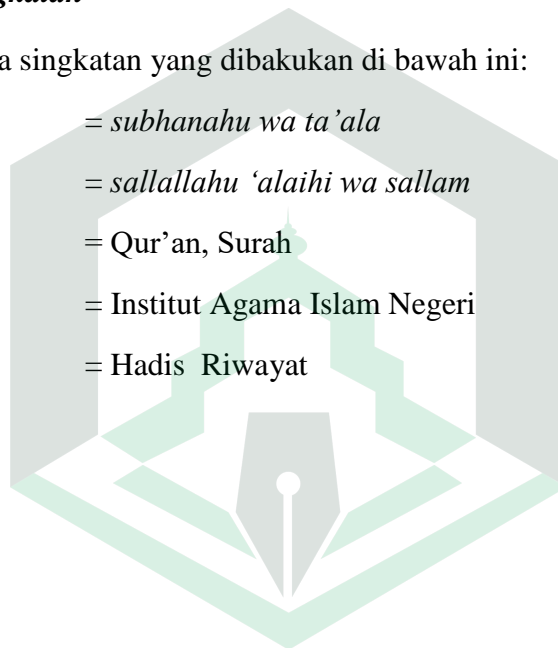 a singkatan yang dibakukan di bawah ini:
= subhanahu wa ta’ala
= sallallahu ‘alaihi wa sallam
= Qur’an, Surah
= Institut Agama Islam Negeri
= Hadis Riwayat